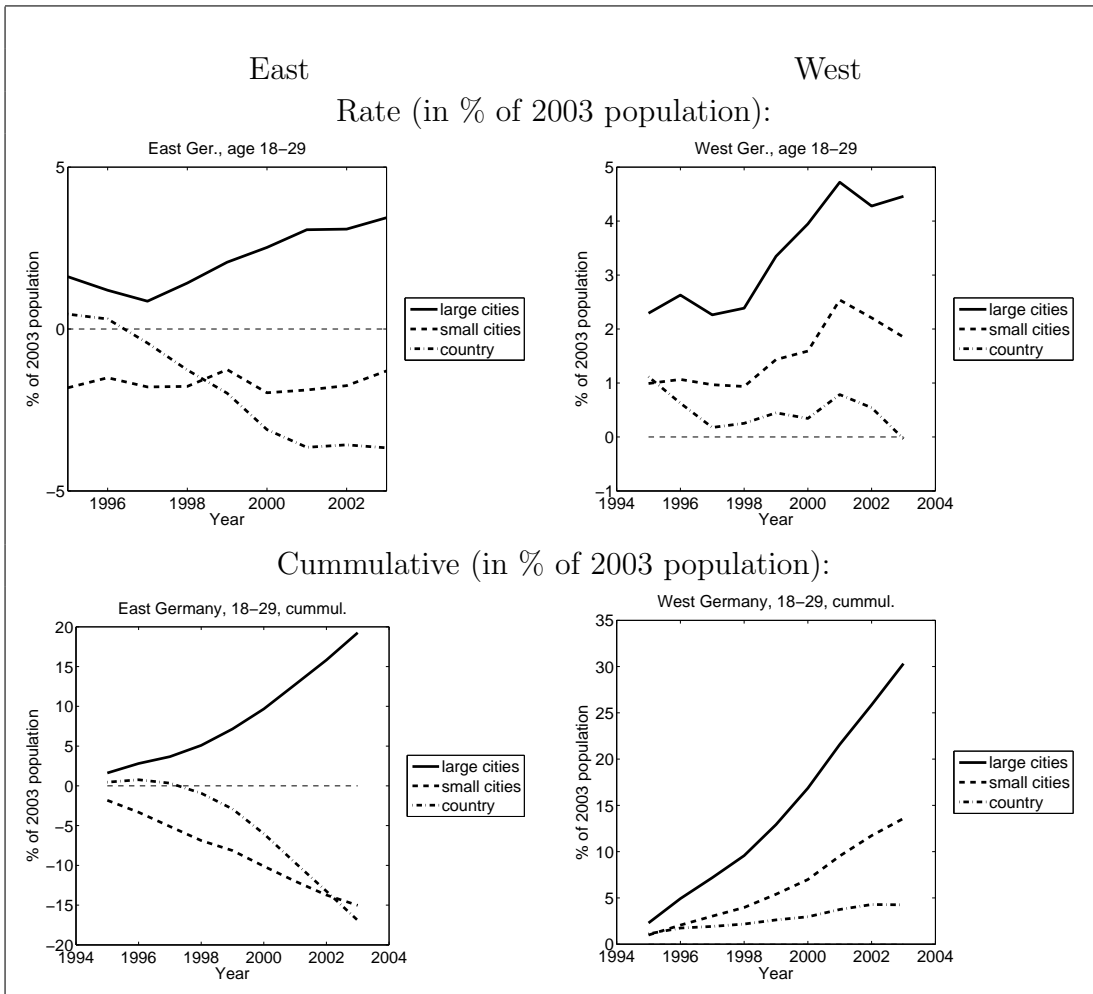 East West
Rate (in % of 2003 population):
East Ger., age 18−29
5
0
−5
1996 1998 2000 2002
Year
% of 2003 population
large cities
small cities
country
West Ger., age 18−29
5
4
3
2
1
0
−1
1994 1996 1998 2000 2002 2004
Year
% of 2003 population
large cities
small cities
country
Cummulative (in % of 2003 population):
East Germany, 18−29, cummul.
20
15
10
5
0
−5
−10
−15
−20
1994 1996 1998 2000 2002 2004
Year
% of 2003 population
large cities
small cities
country
West Germany, 18−29, cummul.
35
30
25
20
15
10
5
0
1994 1996 1998 2000 2002 2004
Year
% of 2003 population
large cities
small cities
country